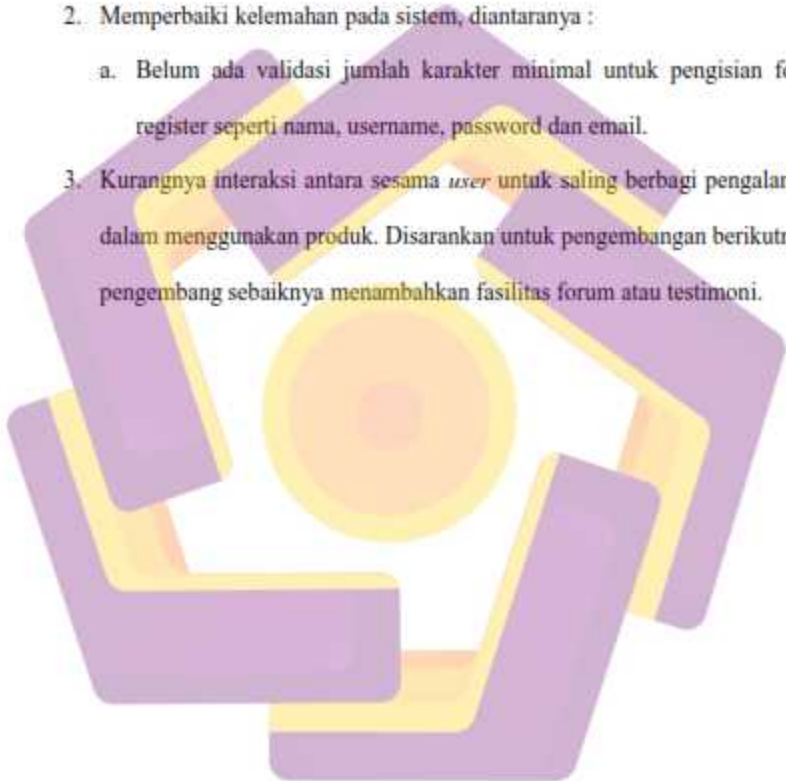 2. Memperbaiki kelemahan pada sistem, diantaranya :
a. Belum ada validasi jumlah karakter minimal untuk pengisian
register seperti nama, username, password dan email.
3. Kurangnya interaksi antara sesama user untuk saling berbagi
dalam menggunakan produk. Disarankan untuk pengembangan
pengembang sebaiknya menambahkan fasilitas forum atau testimoni.